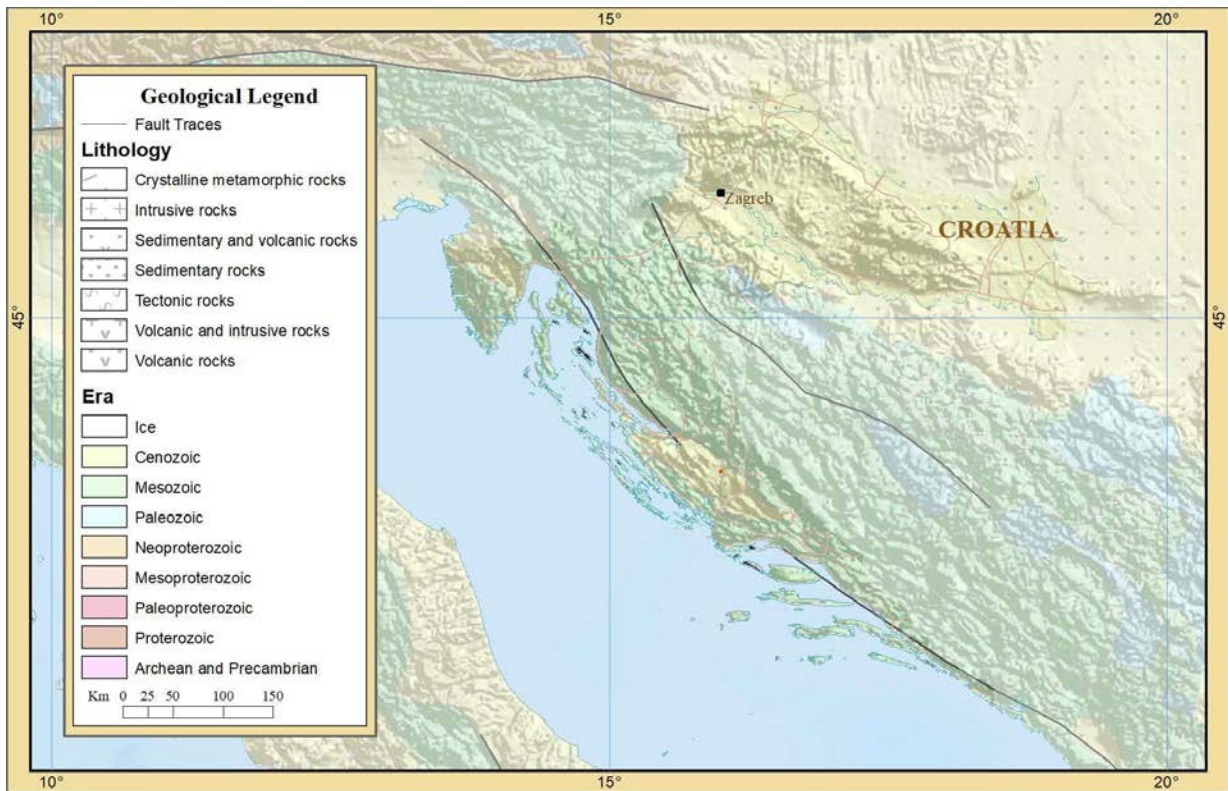 10°
15°
20°
Geological Legend
Fault Traces
Lithology
Crystalline metamorphic rocks
Intrusive rocks
Sedimentary and volcanic rocks
Sedimentary rocks
Tectonic rocks
Volcanic and intrusive rocks
Volcanic rocks
Era
Ice
Cenozoic
Mesozoic
Paleozoic
Neoproterozoic
Mesoproterozoic
Paleoproterozoic
Proterozoic
Archean and Precambrian
Km 0 25 50 100 150
Zagreb
CROATIA
45°
45°
10°
15°
20°